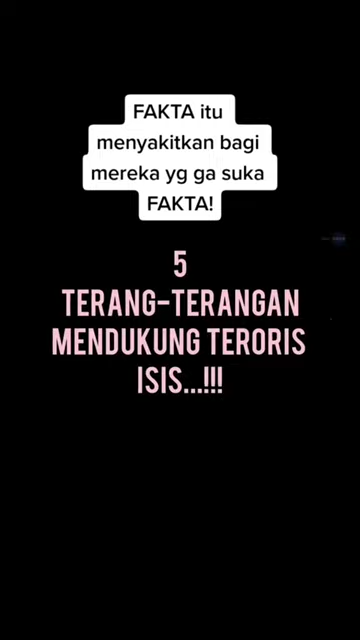 FAKTA itu
menyakitkan bagi
mereka yg ga suka
FAKTA!
5
TERANG-TERANGAN
MENDUKUNG TERORIS
ISIS...!!!